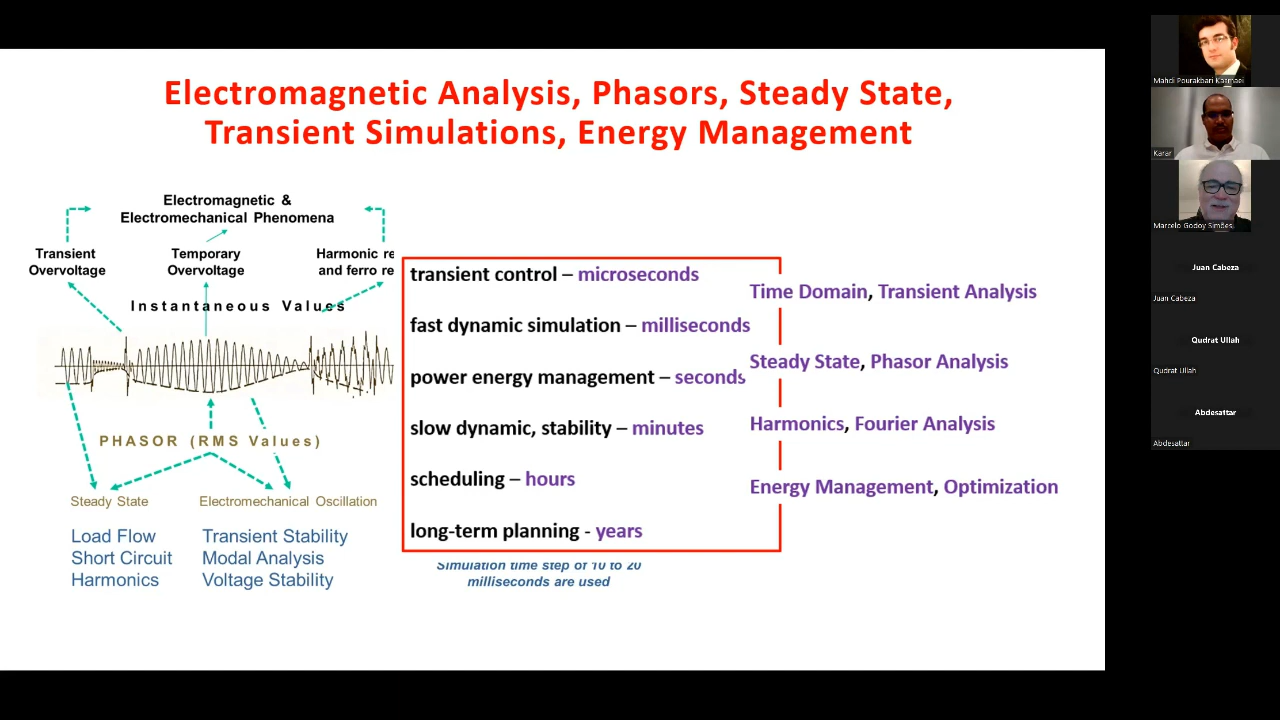 Electromagnetic Analysis, Phasors, Steady State,
Transient Simulations, Energy Management
Electromagnetic &
Electromechanical Phenomena
Transient
Overvoltage
Temporary
Overvoltage
Harmonic re
and ferro re
Instantaneous Values
PHASOR (RMS Values)
Steady State
Electromechanical Oscillation
Load Flow
Short Circuit
Harmonics
Transient Stability
Modal Analysis
Voltage Stability
transient control – microseconds
fast dynamic simulation – milliseconds
power energy management – seconds
slow dynamic, stability – minutes
scheduling – hours
long-term planning - years
Simulation time step of 10 to 20
milliseconds are used
Time Domain, Transient Analysis
Steady State, Phasor Analysis
Harmonics, Fourier Analysis
Energy Management, Optimization
Mahdi Pourakbari Kasmaei
Karar
Marcelo Godoy Simões
Juan Cabeza
Juan Cabeza
Qudrat Ullah
Qudrat Ullah
Abdesattar
Abdesattar